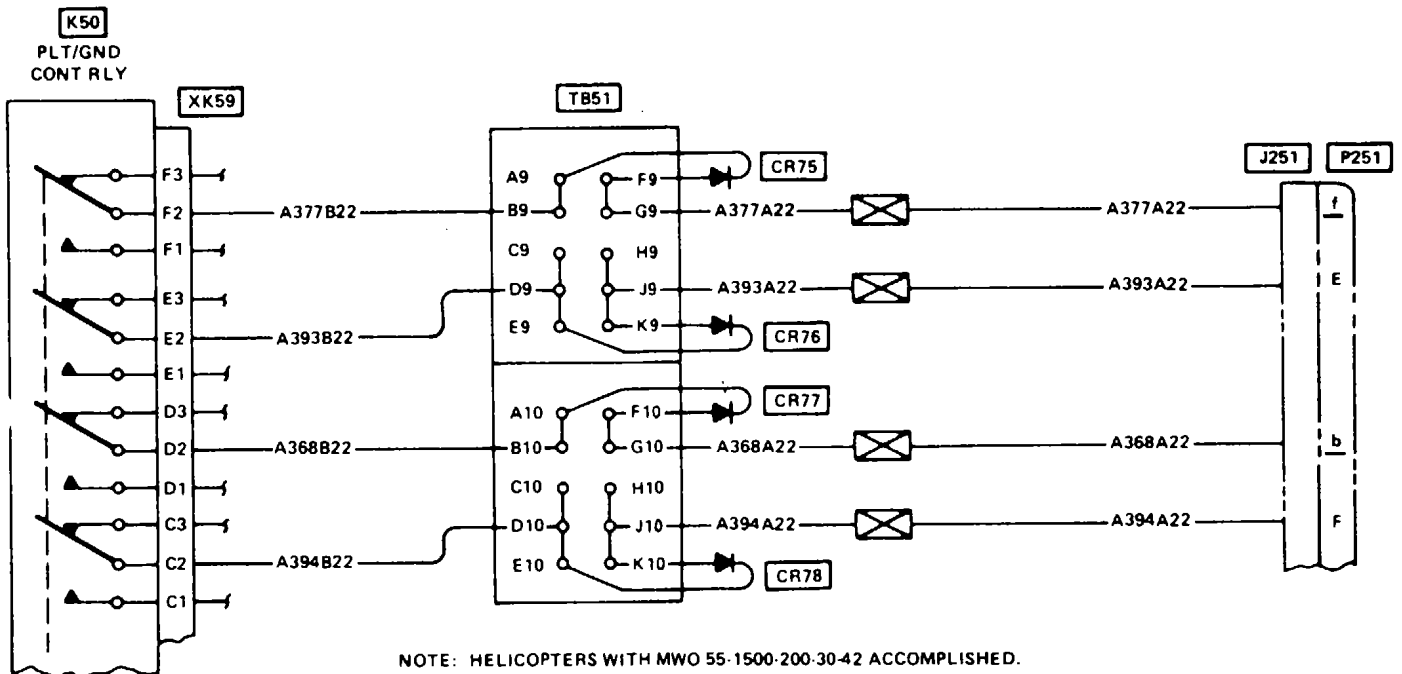 K50
PLT/GND
CONT RLY
XK59
TB51
J251 P251
F3
F2
F1
E3
E2
E1
D3
D2
D1
C3
C2
C1
A377B22
A393B22
A368B22
A394B22
A9
B9
C9
D9
E9
F9
G9
H9
J9
K9
A10
B10
C10
D10
E10
F10
G10
H10
J10
K10
CR75
CR76
CR77
CR78
A377A22 A377A22 f
A393A22 A393A22 E
A368A22 A368A22 b
A394A22 A394A22 F
NOTE: HELICOPTERS WITH MWO 55-1500-200-30-42 ACCOMPLISHED.